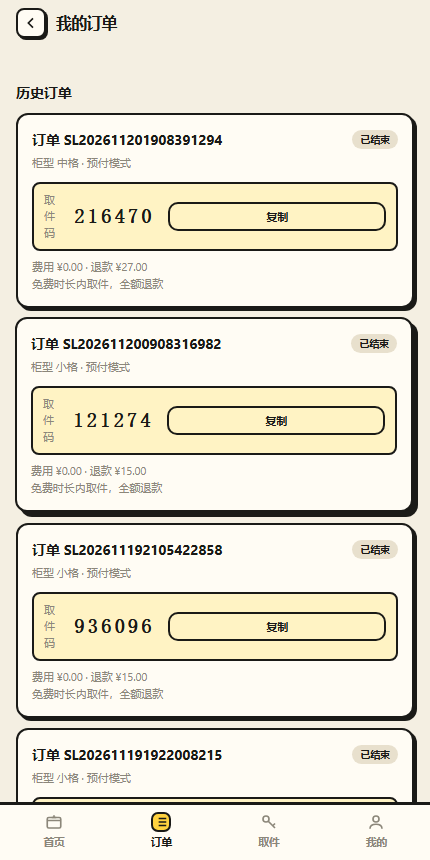 我的订单
历史订单
订单 SL202611201908391294
已结束
柜型 中格 · 预付模式
取件码
216470
复制
费用 ¥0.00 · 退款 ¥27.00
免费时长内取件，全额退款
订单 SL202611200908316982
已结束
柜型 小格 · 预付模式
取件码
121274
复制
费用 ¥0.00 · 退款 ¥15.00
免费时长内取件，全额退款
订单 SL202611192105422858
已结束
柜型 小格 · 预付模式
取件码
936096
复制
费用 ¥0.00 · 退款 ¥15.00
免费时长内取件，全额退款
订单 SL202611191922008215
已结束
柜型 小格 · 预付模式
首页
订单
取件
我的